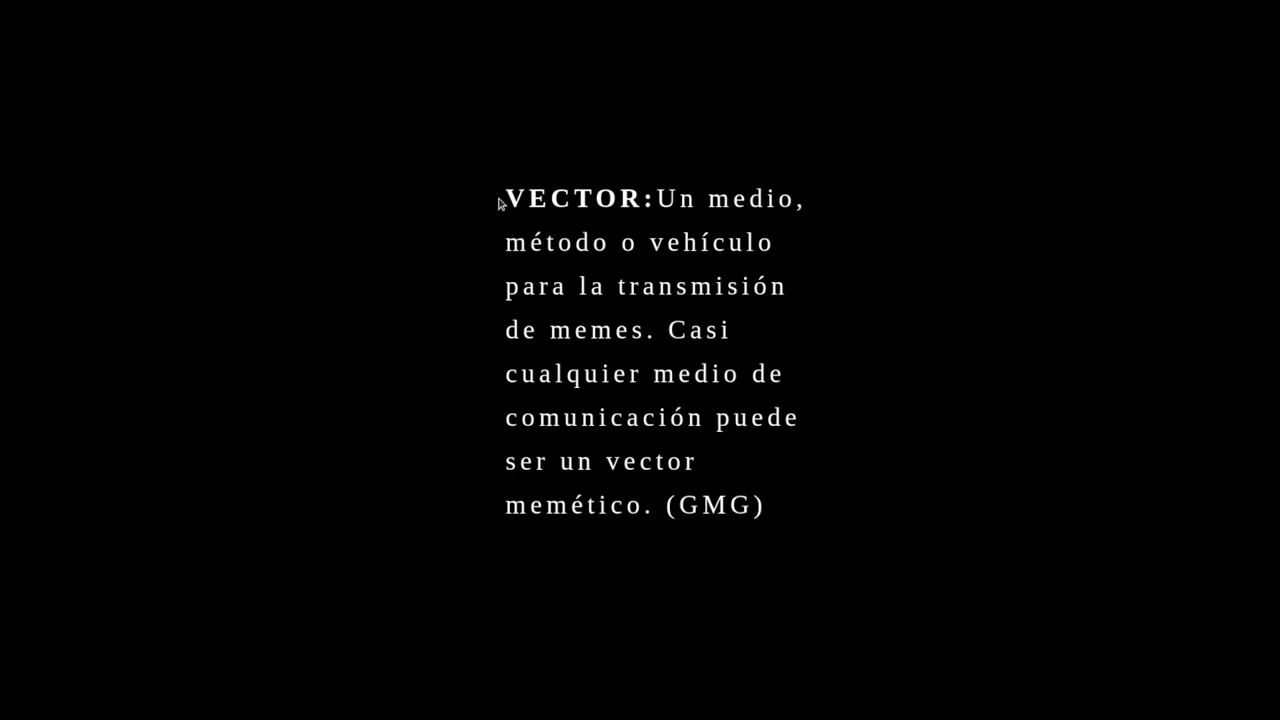 VECTOR:Un medio,
método o vehículo
para la transmisión
de memes. Casi
cualquier medio de
comunicación puede
ser un vector
memético. (GMG)